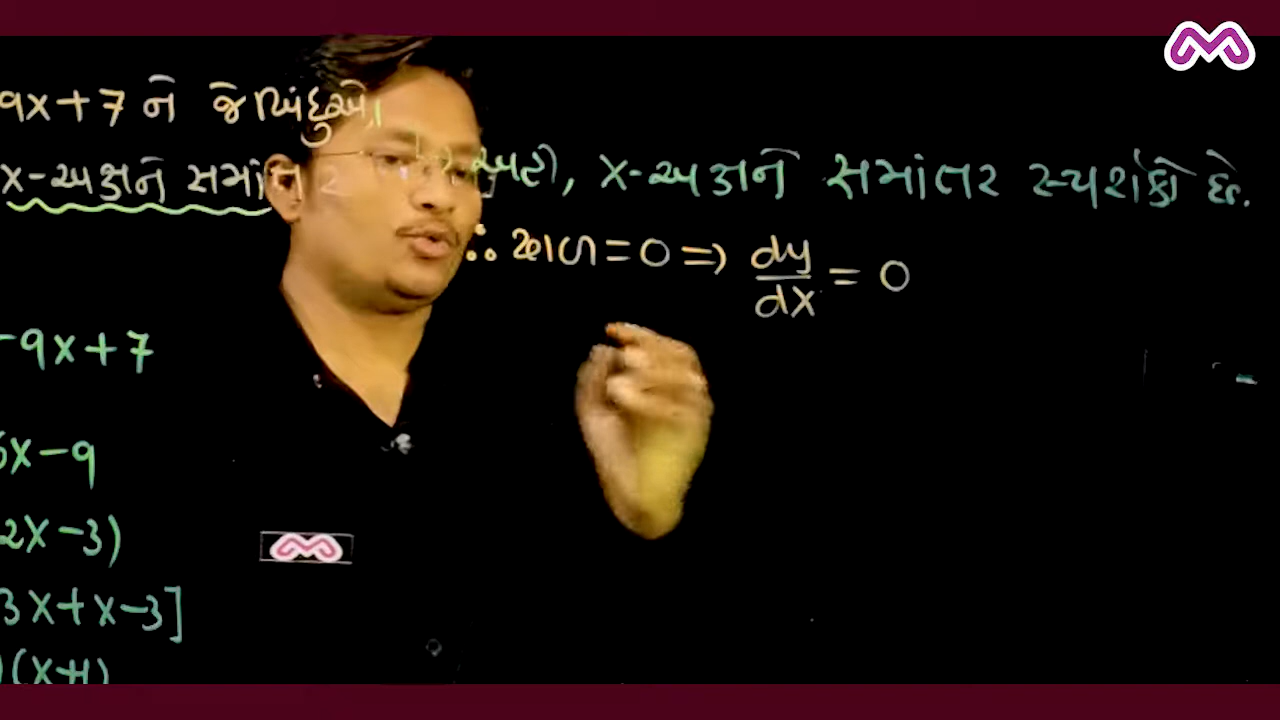 9x+7 ને જે બિંદુએ
x-અક્ષને સમાં
અહી, x-અક્ષને સમાંતર સ્પર્શકો છે.
∴ ઢાળ = 0 ⇒ dy/dx = 0
-9x+7
6x-9
2x-3)
3x+x-3]
)(x+1)